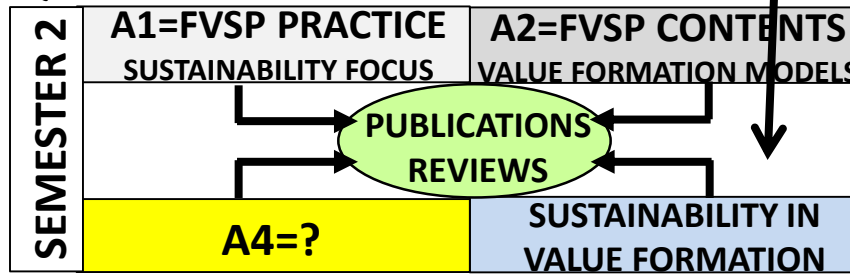 SEMESTER 2
A1=FVSP PRACTICE
SUSTAINABILITY FOCUS
A2=FVSP CONTENTS
VALUE FORMATION MODELS
PUBLICATIONS
REVIEWS
A4=?
SUSTAINABILITY IN
VALUE FORMATION